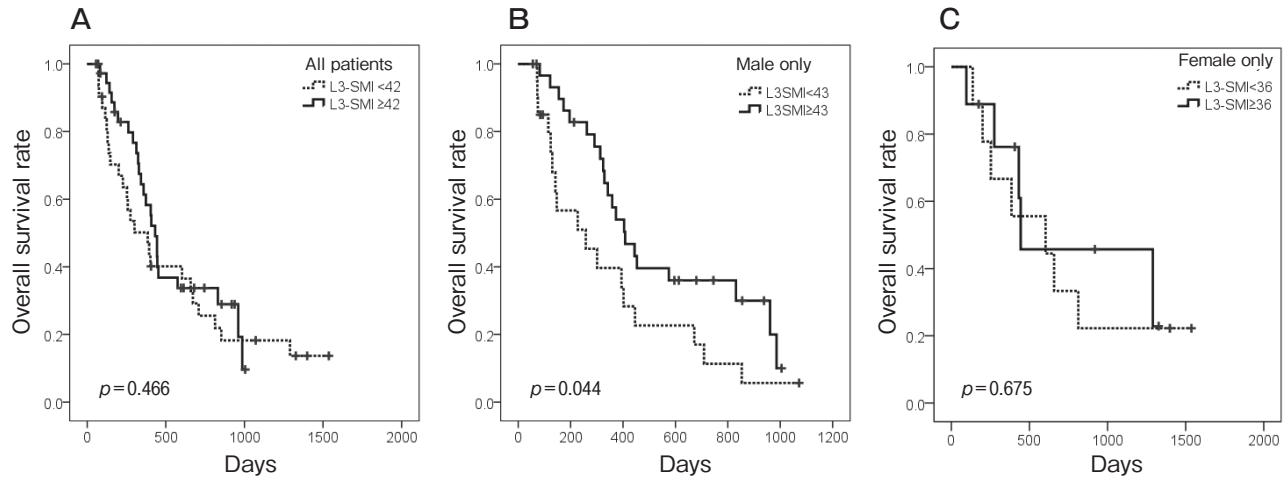 A
All patients
L3-SMI <42
L3-SMI ≥42
Overall survival rate
1.0
0.8
0.6
0.4
0.2
0.0
p=0.466
0 500 1000 1500 2000
Days
B
Male only
L3SMI<43
L3SMI≥43
Overall survival rate
1.0
0.8
0.6
0.4
0.2
0.0
p=0.044
0 200 400 600 800 1000 1200
Days
C
Female only
L3-SMI<36
L3-SMI≥36
Overall survival rate
1.0
0.8
0.6
0.4
0.2
0.0
p=0.675
0 500 1000 1500 2000
Days